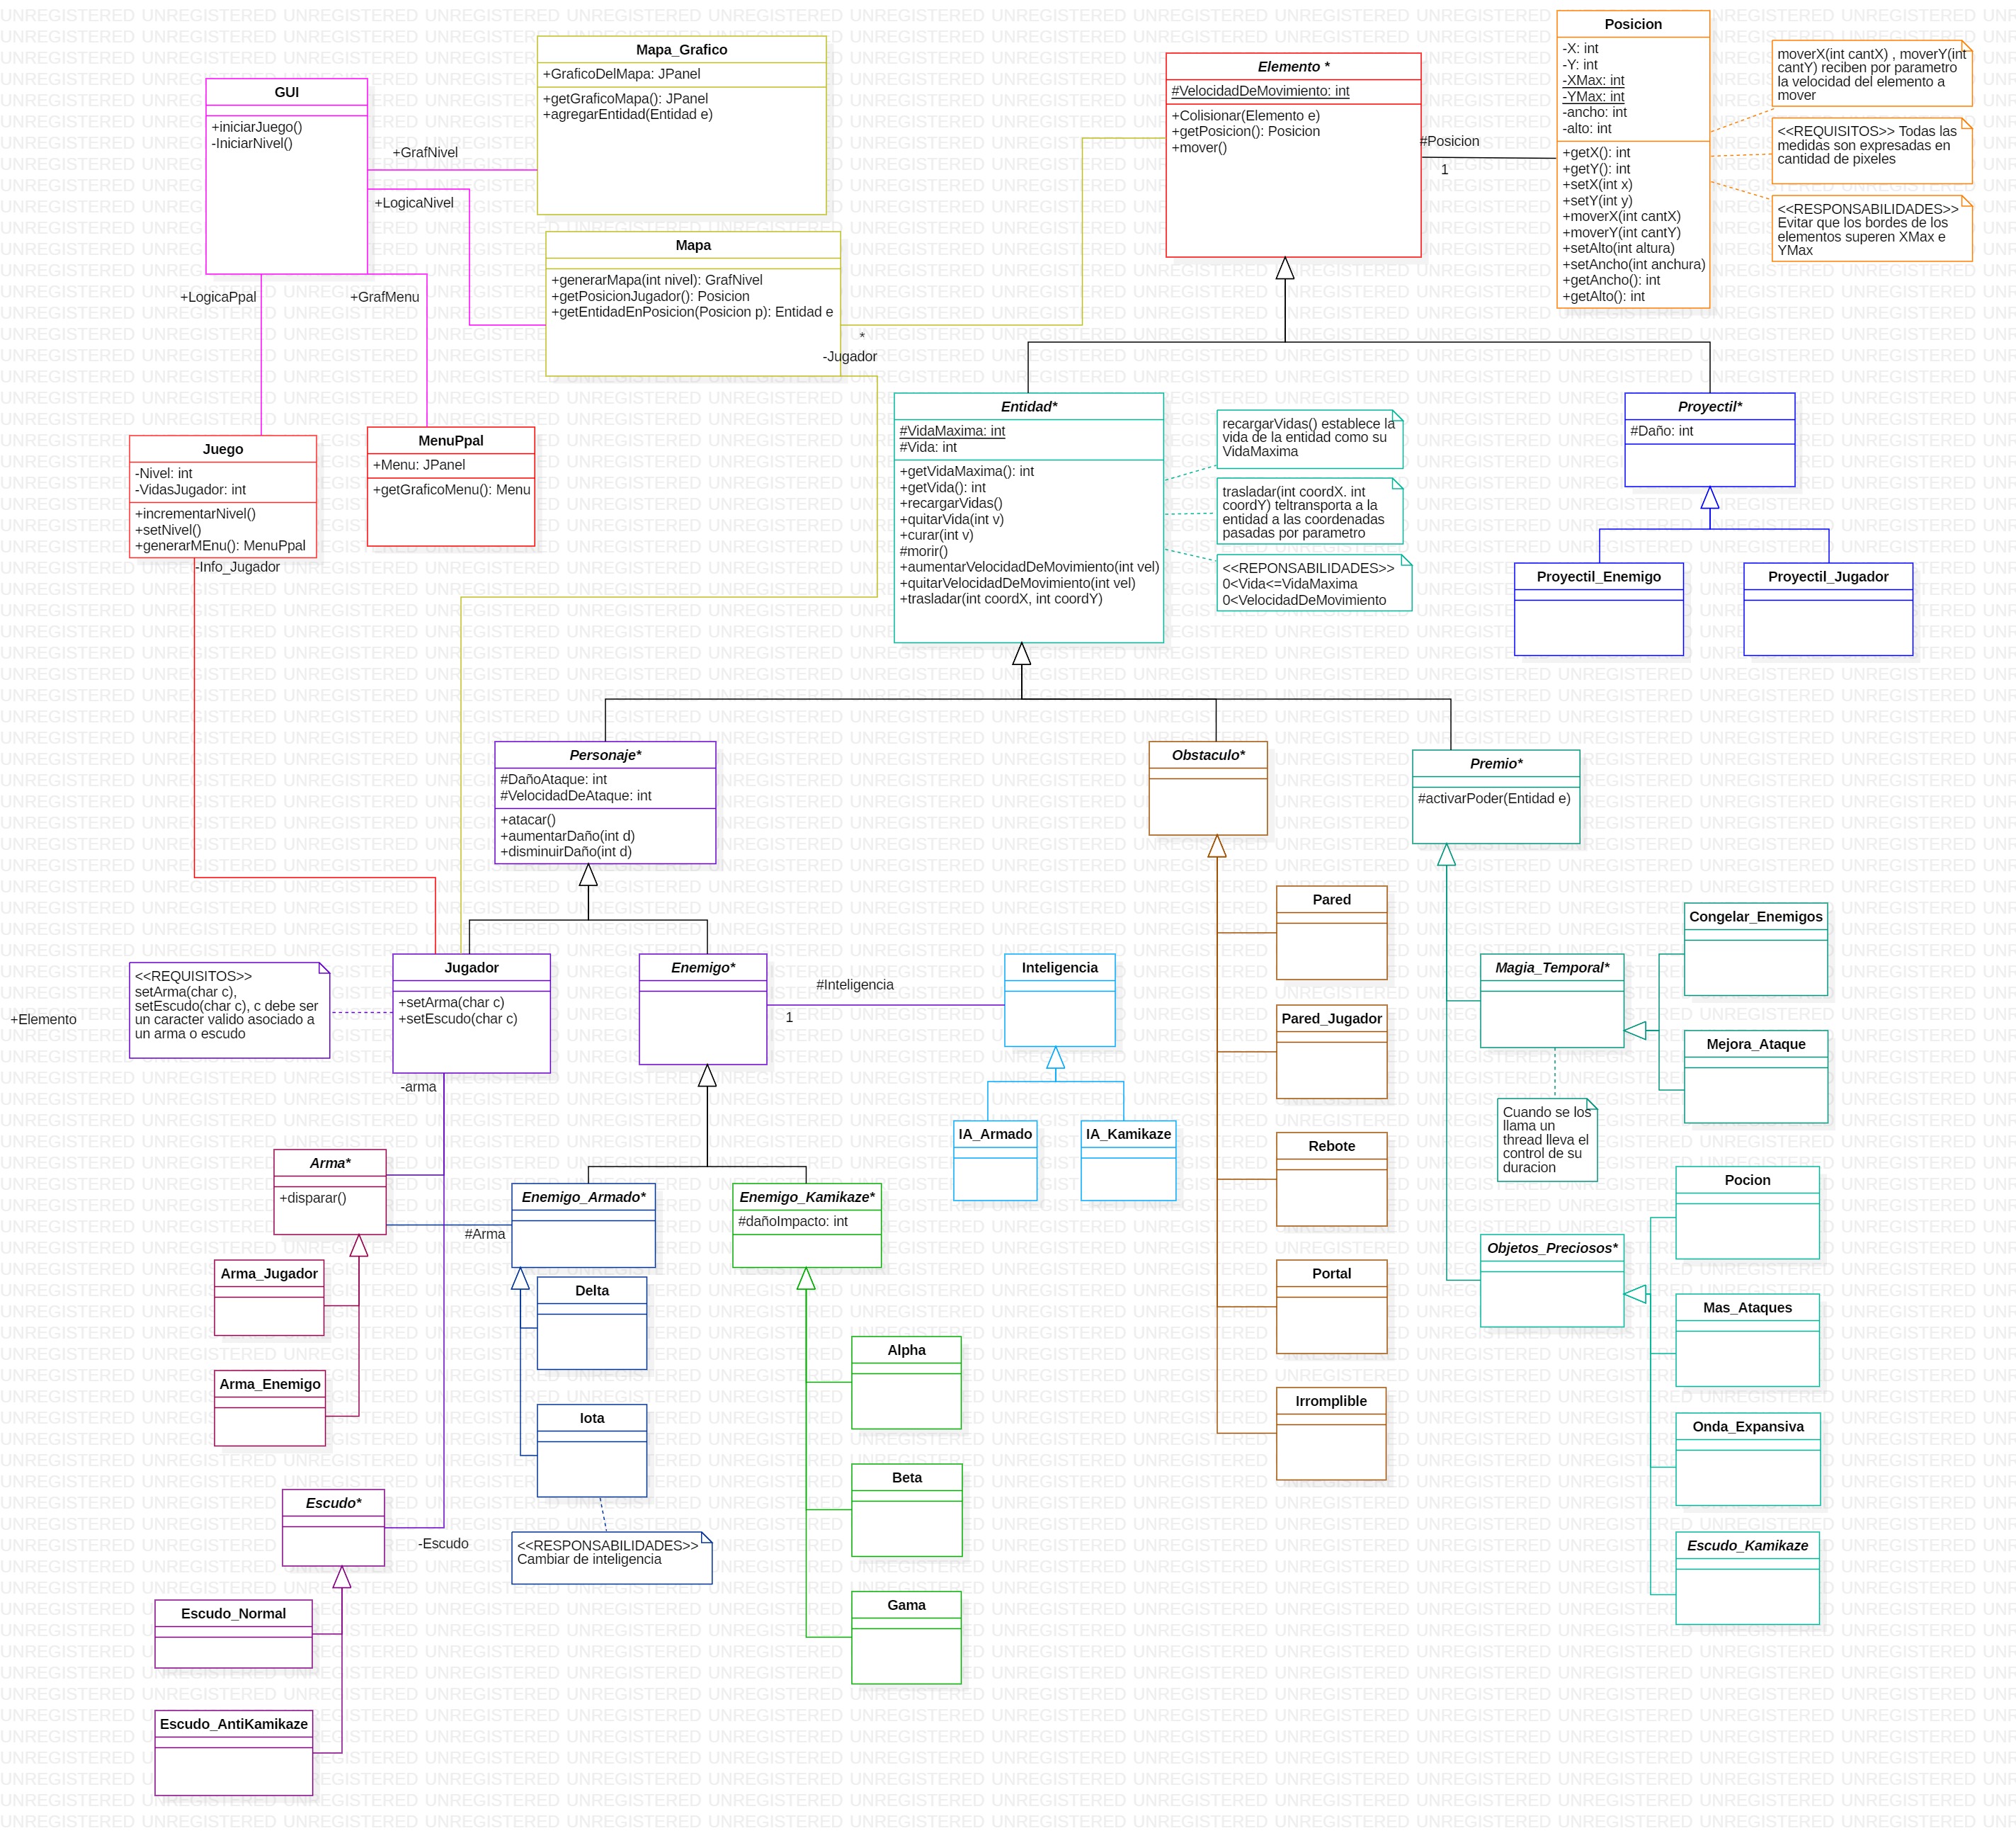 GUI
+iniciarJuego()
-IniciarNivel()
+GrafNivel
+LogicaNivel
+LogicaPpal
+GrafMenu
Mapa_Grafico
+GraficoDelMapa: JPanel
+getGraficoMapa(): JPanel
+agregarEntidad(Entidad e)
Mapa
+generarMapa(int nivel): GrafNivel
+getPosicionJugador(): Posicion
+getEntidadEnPosicion(Posicion p): Entidad e
*
-Jugador
Elemento *
#VelocidadDeMovimiento: int
+Colisionar(Elemento e)
+getPosicion(): Posicion
+mover()
#Posicion
1
Posicion
-X: int
-Y: int
-XMax: int
-YMax: int
-ancho: int
-alto: int
+getX(): int
+getY(): int
+setX(int x)
+setY(int y)
+moverX(int cantX)
+moverY(int cantY)
+setAlto(int altura)
+setAncho(int anchura)
+getAncho(): int
+getAlto(): int
moverX(int cantX) , moverY(int
cantY) reciben por parametro
la velocidad del elemento a
mover
<<REQUISITOS>> Todas las
medidas son expresadas en
cantidad de pixeles
<<RESPONSABILIDADES>>
Evitar que los bordes de los
elementos superen XMax e
YMax
Juego
-Nivel: int
-VidasJugador: int
+incrementarNivel()
+setNivel()
+generarMEnu(): MenuPpal
-Info_Jugador
MenuPpal
+Menu: JPanel
+getGraficoMenu(): Menu
Entidad*
#VidaMaxima: int
#Vida: int
+getVidaMaxima(): int
+getVida(): int
+recargarVidas()
+quitarVida(int v)
+curar(int v)
#morir()
+aumentarVelocidadDeMovimiento(int vel)
+quitarVelocidadDeMovimiento(int vel)
+trasladar(int coordX, int coordY)
recargarVidas() establece la
vida de la entidad como su
VidaMaxima
trasladar(int coordX. int
coordY) teltransporta a la
entidad a las coordenadas
pasadas por parametro
<<REPONSABILIDADES>>
0<Vida<=VidaMaxima
0<VelocidadDeMovimiento
Proyectil*
#Daño: int
Proyectil_Enemigo
Proyectil_Jugador
Personaje*
#DañoAtaque: int
#VelocidadDeAtaque: int
+atacar()
+aumentarDaño(int d)
+disminuirDaño(int d)
Obstaculo*
Premio*
#activarPoder(Entidad e)
+Elemento
<<REQUISITOS>>
setArma(char c),
setEscudo(char c), c debe ser
un caracter valido asociado a
un arma o escudo
Jugador
+setArma(char c)
+setEscudo(char c)
-arma
Enemigo*
#Inteligencia
1
Inteligencia
IA_Armado
IA_Kamikaze
Pared
Pared_Jugador
Rebote
Portal
Irromplible
Magia_Temporal*
Cuando se los
llama un
thread lleva el
control de su
duracion
Congelar_Enemigos
Mejora_Ataque
Objetos_Preciosos*
Pocion
Mas_Ataques
Onda_Expansiva
Escudo_Kamikaze
Arma*
+disparar()
#Arma
Arma_Jugador
Arma_Enemigo
Enemigo_Armado*
Enemigo_Kamikaze*
#dañoImpacto: int
Delta
Iota
<<RESPONSABILIDADES>>
Cambiar de inteligencia
Alpha
Beta
Gama
Escudo*
-Escudo
Escudo_Normal
Escudo_AntiKamikaze
UNREGISTERED